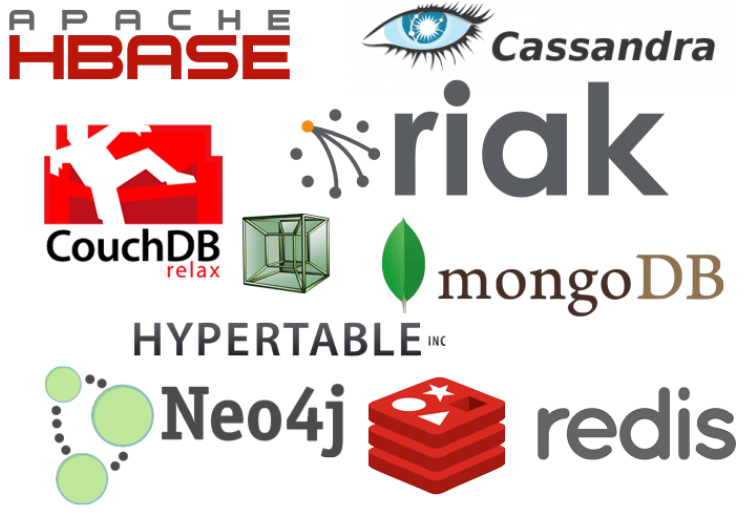 APACHE
HBASE
Cassandra
riak
CouchDB
relax
mongoDB
HYPERTABLE INC
Neo4j
redis